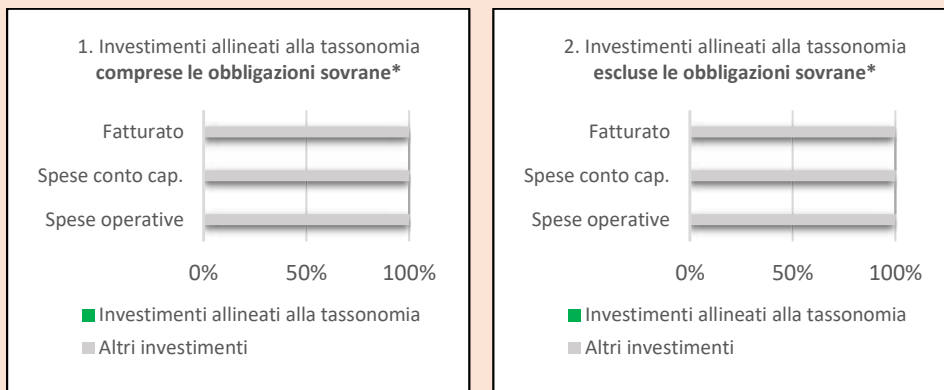 1. Investimenti allineati alla tassonomia
comprese le obbligazioni sovrane*
Fatturato
Spese conto cap.
Spese operative
0% 50% 100%
Investimenti allineati alla tassonomia
Altri investimenti
2. Investimenti allineati alla tassonomia
escluse le obbligazioni sovrane*
Fatturato
Spese conto cap.
Spese operative
0% 50% 100%
Investimenti allineati alla tassonomia
Altri investimenti